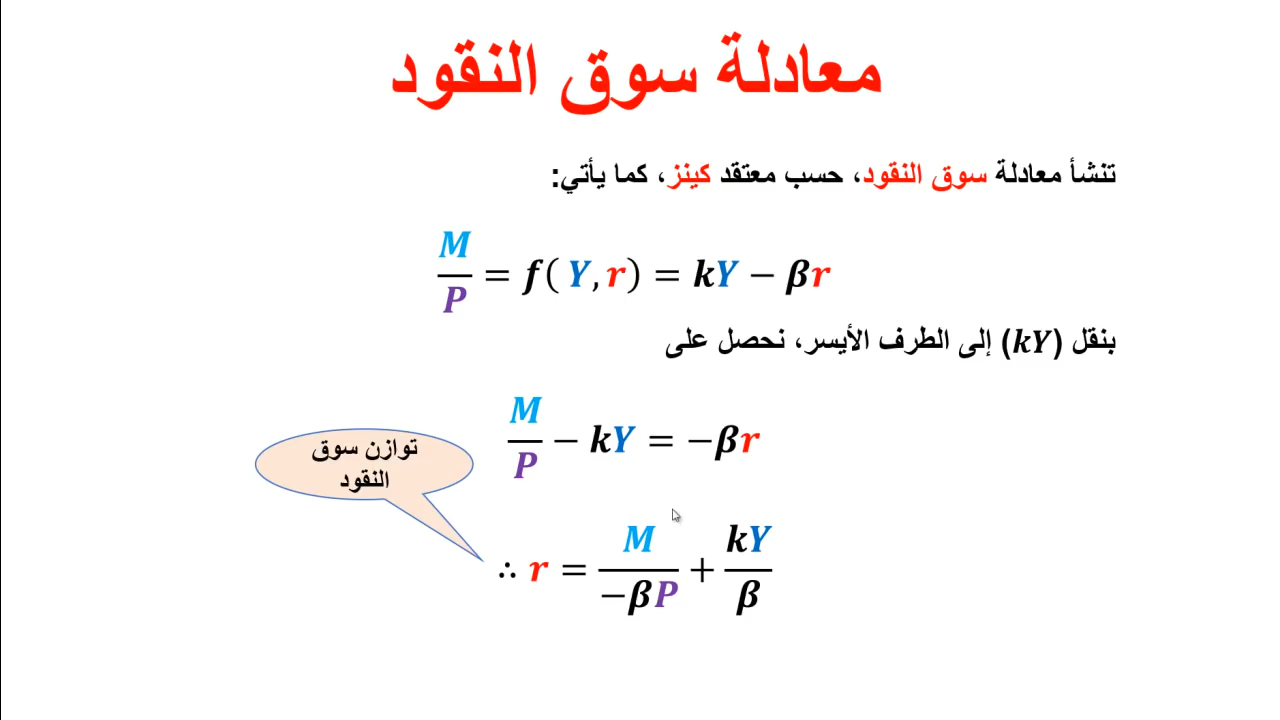 معادلة سوق النقود
تنشأ معادلة سوق النقود، حسب معتقد كينز، كما يأتي:
M/P = f( Y, r) = kY − βr
بنقل (kY) إلى الطرف الأيسر، نحصل على
M/P − kY = −βr
توازن سوق
النقود
∴ r = M/−βP + kY/β